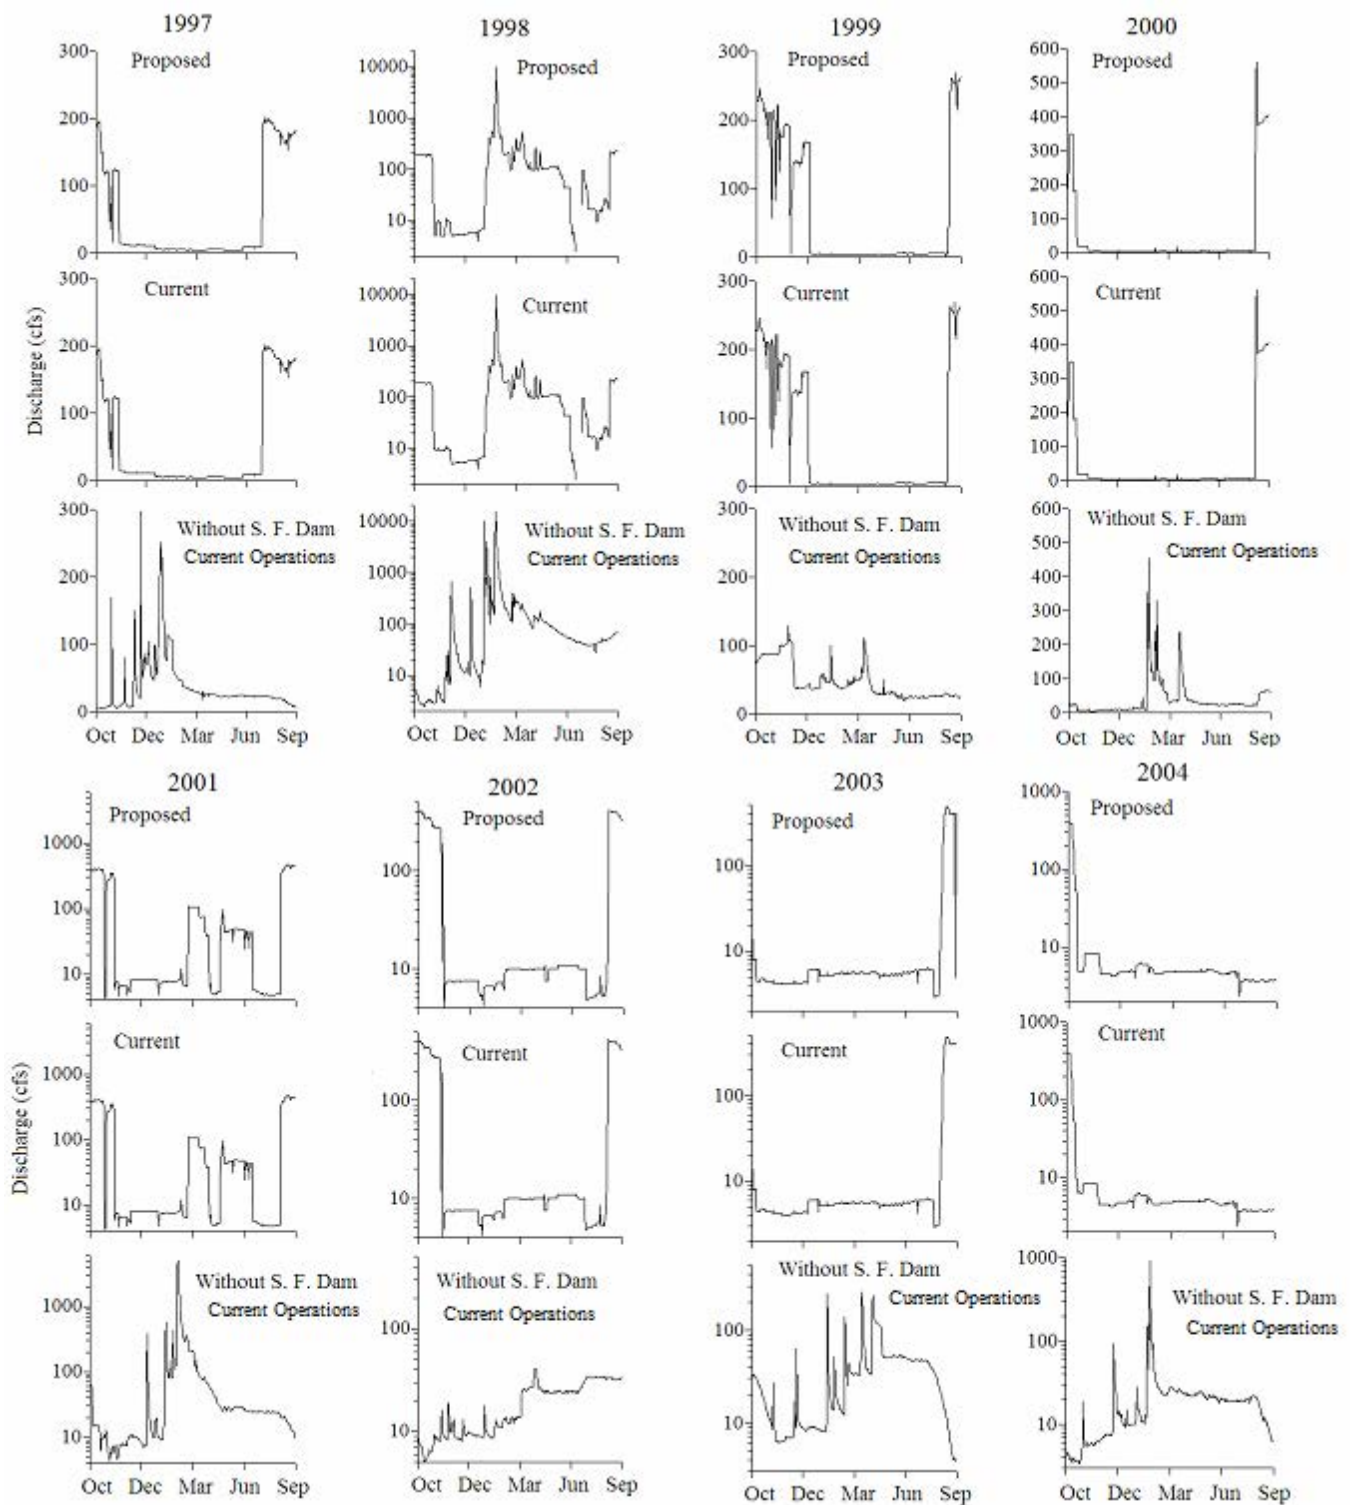 1997
1998
1999
2000
Proposed
Proposed
Proposed
Proposed
300
200
100
0
10000
1000
100
10
300
200
100
0
600
500
400
300
200
100
0
Current
Current
Current
Current
300
200
100
0
10000
1000
100
10
300
200
100
0
600
500
400
300
200
100
0
Discharge (cfs)
Without S. F. Dam
Current Operations
Without S. F. Dam
Current Operations
Without S. F. Dam
Current Operations
Without S. F. Dam
Current Operations
300
200
100
0
10000
1000
100
10
300
200
100
0
600
500
400
300
200
100
0
Oct Dec Mar Jun Sep
Oct Dec Mar Jun Sep
Oct Dec Mar Jun Sep
Oct Dec Mar Jun Sep
2001
2002
2003
2004
Proposed
Proposed
Proposed
Proposed
1000
100
10
100
10
100
10
1000
100
10
Current
Current
Current
Current
1000
100
10
100
10
100
10
1000
100
10
Discharge (cfs)
Without S. F. Dam
Current Operations
Without S. F. Dam
Current Operations
Without S. F. Dam
Current Operations
Without S. F. Dam
Current Operations
1000
100
10
100
10
100
10
1000
100
10
Oct Dec Mar Jun Sep
Oct Dec Mar Jun Sep
Oct Dec Mar Jun Sep
Oct Dec Mar Jun Sep